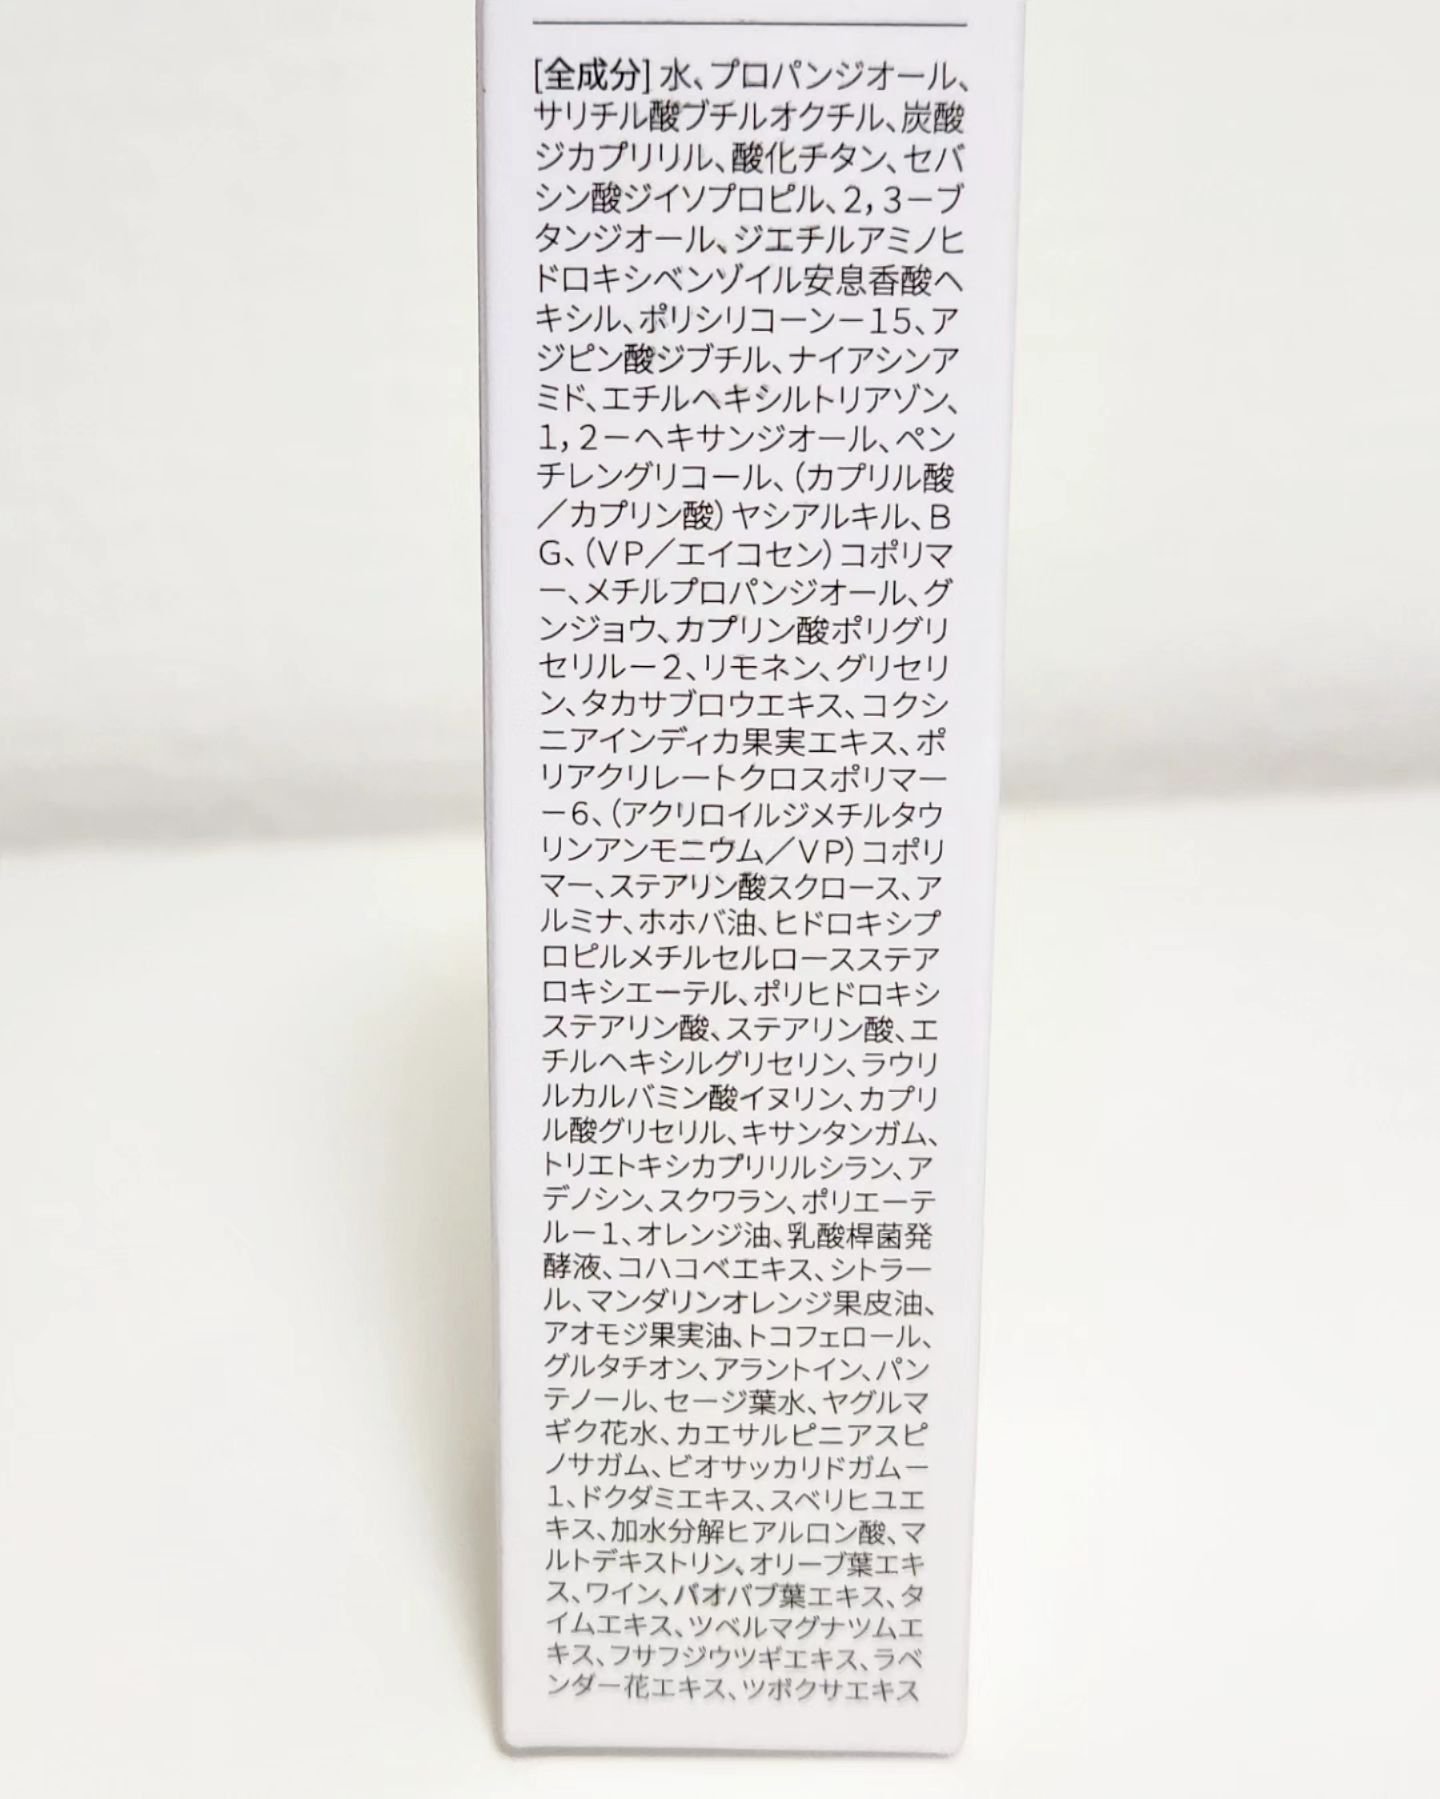 [全成分] 水、プロパンジオール、
サリチル酸ブチルオクチル、炭酸
ジカプリリル、酸化チタン、セバ
シン酸ジイソプロピル、2,3ーブ
タンジオール、ジエチルアミノヒ
ドロキシベンゾイル安息香酸ヘ
キシル、ポリシリコーンー15、ア
ジピン酸ジブチル、ナイアシンア
ミド、エチルヘキシルトリアゾン、
1,2ーヘキサンジオール、ペン
チレングリコール、(カプリル酸
／カプリン酸)ヤシアルキル、B
G、(VP／エイコセン)コポリマ
ー、メチルプロパンジオール、グ
ンジョウ、カプリン酸ポリグリ
セリルー2、リモネン、グリセリ
ン、タカサブロウエキス、コクシ
ニアインディカ果実エキス、ポ
リアクリレートクロスポリマー
ー6、(アクリロイルジメチルタウ
リンアンモニウム／VP)コポリ
マー、ステアリン酸スクロース、ア
ルミナ、ホホバ油、ヒドロキシプ
ロピルメチルセルロースステア
ロキシエーテル、ポリヒドロキシ
ステアリン酸、ステアリン酸、エ
チルヘキシルグリセリン、ラウリ
ルカルバミン酸イヌリン、カプリ
ル酸グリセリル、キサンタンガム、
トリエトキシカプリリルシラン、ア
デノシン、スクワラン、ポリエーテ
ルー1、オレンジ油、乳酸桿菌発
酵液、コハコベエキス、シトラー
ル、マンダリンオレンジ果皮油、
アオモジ果実油、トコフェロール、
グルタチオン、アラントイン、パン
テノール、セージ葉水、ヤグルマ
ギク花水、カエサルピニアスピ
ノサガム、ビオサッカリドガムー
1、ドクダミエキス、スベリヒユエ
キス、加水分解ヒアルロン酸、マ
ルトデキストリン、オリーブ葉エキ
ス、ワイン、バオバブ葉エキス、タ
イムエキス、ツベルマグナツムエ
キス、フサフジウツギエキス、ラベ
ンダー花エキス、ツボクサエキス